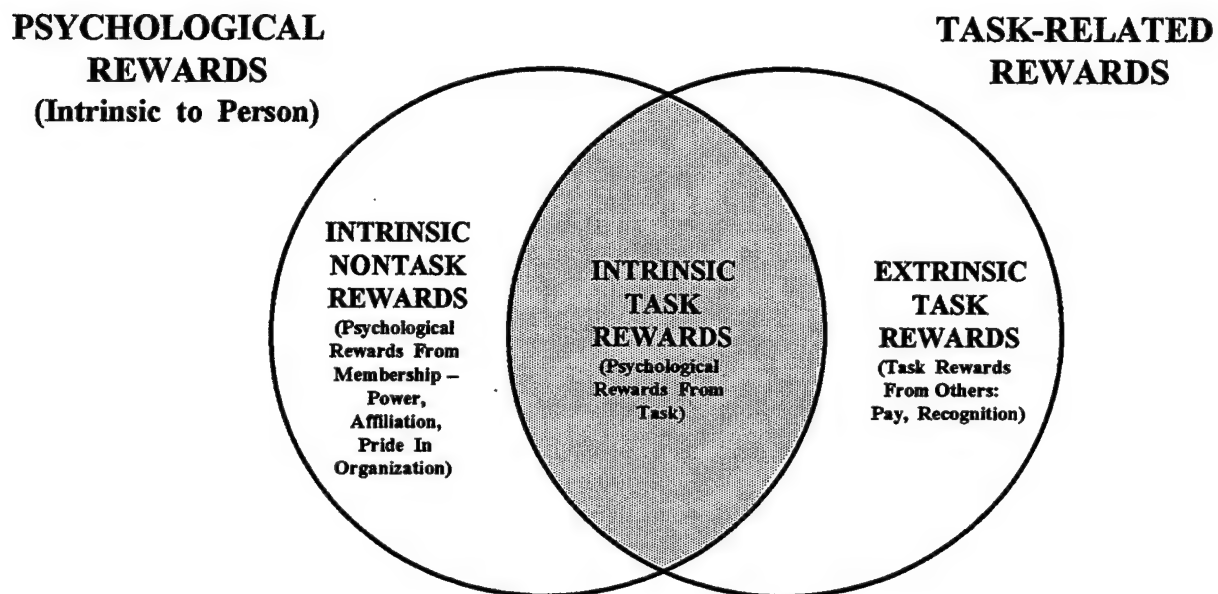 PSYCHOLOGICAL
REWARDS
(Intrinsic to Person)
TASK-RELATED
REWARDS
INTRINSIC
NONTASK
REWARDS
(Psychological
Rewards From
Membership –
Power,
Affiliation,
Pride In
Organization)
INTRINSIC
TASK
REWARDS
(Psychological
Rewards From
Task)
EXTRINSIC
TASK
REWARDS
(Task Rewards
From Others:
Pay, Recognition)